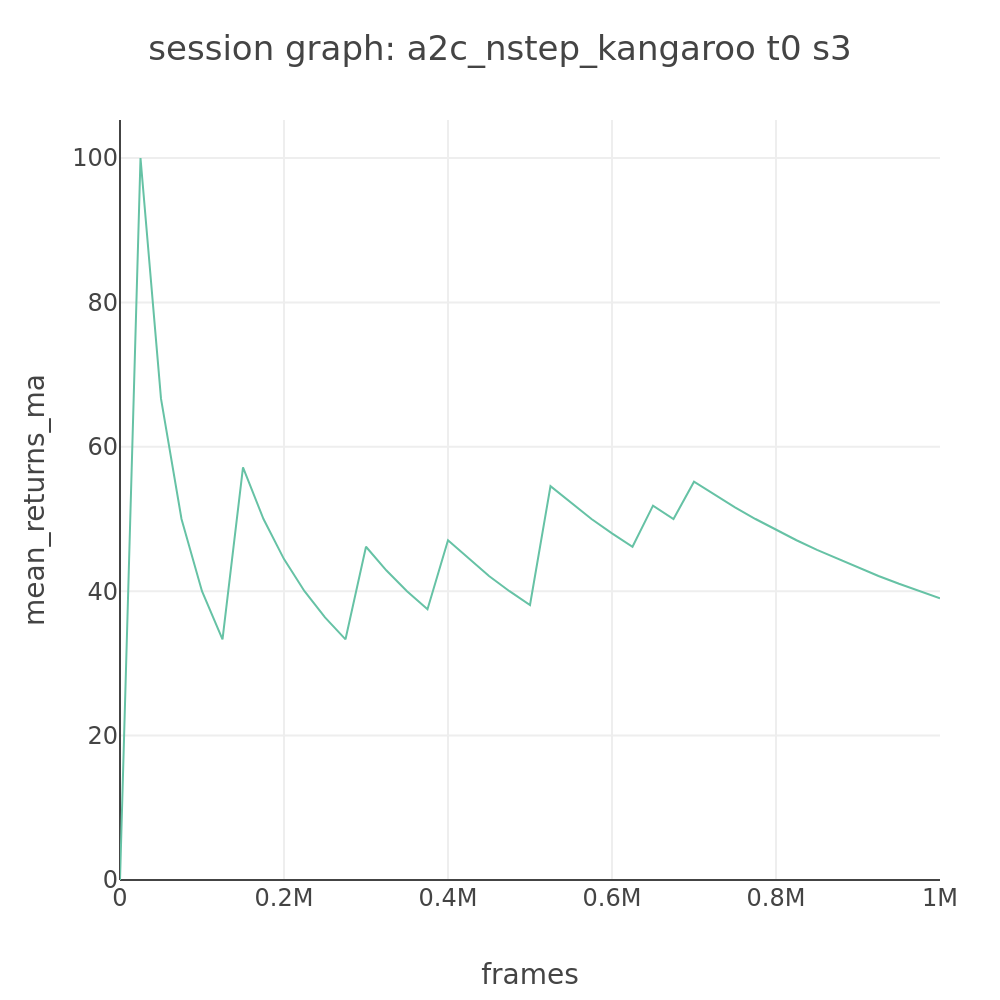 session graph: a2c_nstep_kangaroo t0 s3
mean_returns_ma
100
80
60
40
20
0
0
0.2M
0.4M
0.6M
0.8M
1M
frames